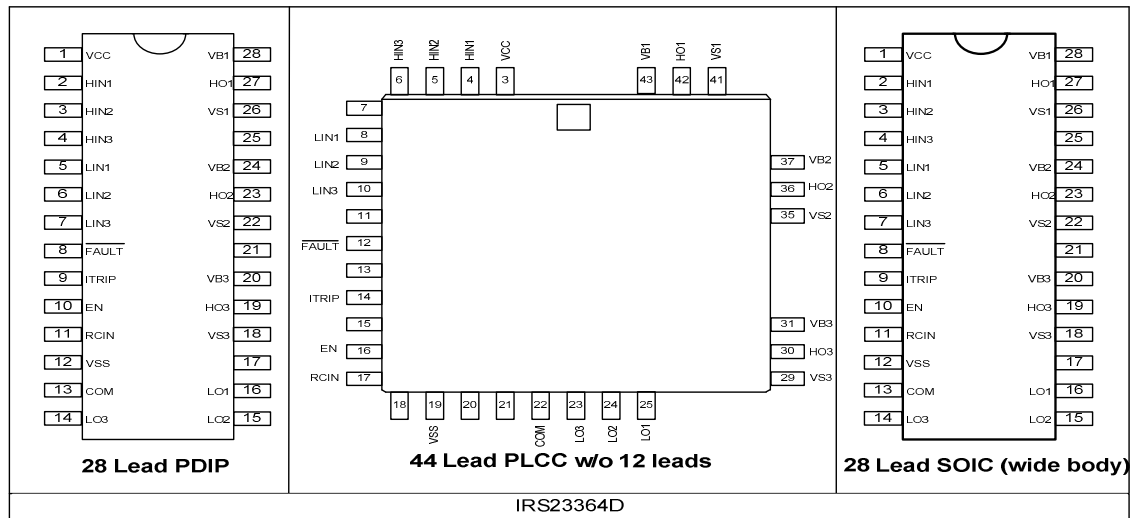 1 VCC VB1 28
2 HIN1 HO1 27
3 HIN2 VS1 26
4 HIN3 25
5 LIN1 VB2 24
6 LIN2 HO2 23
7 LIN3 VS2 22
8 FAULT 21
9 ITRIP VB3 20
10 EN HO3 19
11 RCIN VS3 18
12 VSS 17
13 COM LO1 16
14 LO3 LO2 15
28 Lead PDIP
HIN3 HIN2 HIN1 VCC VB1 HO1 VS1
6 5 4 3 43 42 41
7
LIN1 8
LIN2 9 37 VB2
LIN3 10 36 HO2
11 35 VS2
FAULT 12
13
ITRIP 14
15 31 VB3
EN 16 30 HO3
RCIN 17 29 VS3
18 19 20 21 22 23 24 25
VSS COM LO3 LO2 LO1
44 Lead PLCC w/o 12 leads
1 VCC VB1 28
2 HIN1 HO1 27
3 HIN2 VS1 26
4 HIN3 25
5 LIN1 VB2 24
6 LIN2 HO2 23
7 LIN3 VS2 22
8 FAULT 21
9 ITRIP VB3 20
10 EN HO3 19
11 RCIN VS3 18
12 VSS 17
13 COM LO1 16
14 LO3 LO2 15
28 Lead SOIC (wide body)
IRS23364D